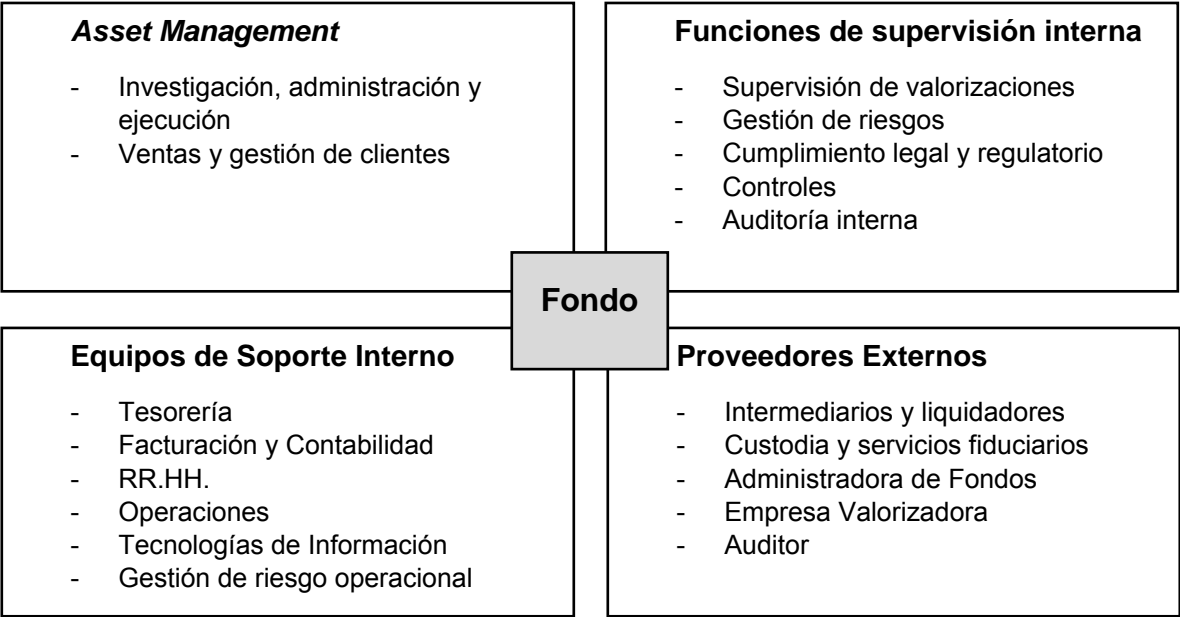 Asset Management
- Investigación, administración y
ejecución
- Ventas y gestión de clientes
Funciones de supervisión interna
- Supervisión de valorizaciones
- Gestión de riesgos
- Cumplimiento legal y regulatorio
- Controles
- Auditoría interna
Fondo
Equipos de Soporte Interno
- Tesorería
- Facturación y Contabilidad
- RR.HH.
- Operaciones
- Tecnologías de Información
- Gestión de riesgo operacional
Proveedores Externos
- Intermediarios y liquidadores
- Custodia y servicios fiduciarios
- Administradora de Fondos
- Empresa Valorizadora
- Auditor